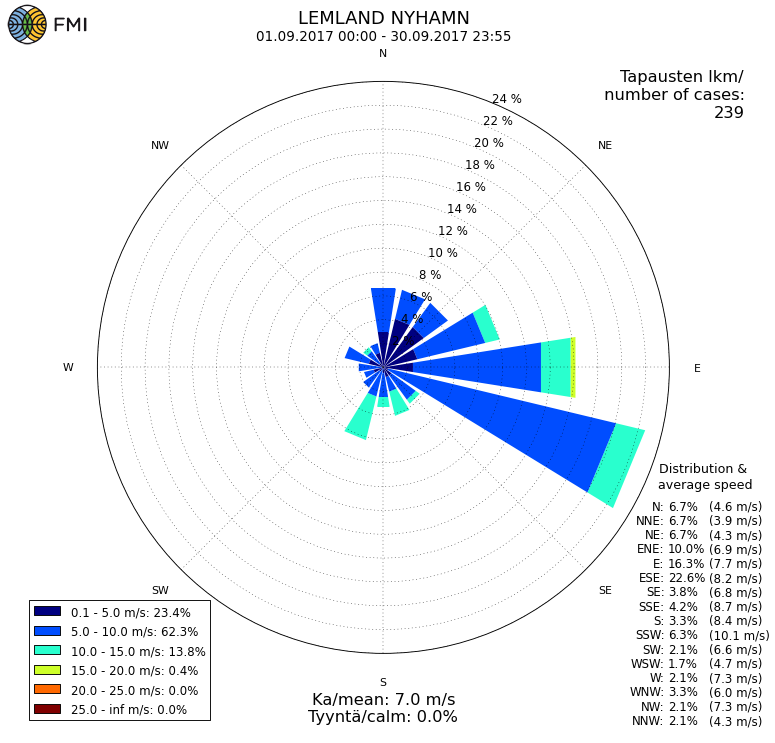 FMI
LEMLAND NYHAMN
01.09.2017 00:00 - 30.09.2017 23:55
N
Tapausten lkm/
number of cases:
239
24 %
22 %
20 %
18 %
16 %
14 %
12 %
10 %
8 %
6 %
4 %
NW
NE
W
E
SW
SE
S
Distribution &
average speed
N: 6.7% (4.6 m/s)
NNE: 6.7% (3.9 m/s)
NE: 6.7% (4.3 m/s)
ENE: 10.0% (6.9 m/s)
E: 16.3% (7.7 m/s)
ESE: 22.6% (8.2 m/s)
SE: 3.8% (6.8 m/s)
SSE: 4.2% (8.7 m/s)
S: 3.3% (8.4 m/s)
SSW: 6.3% (10.1 m/s)
SW: 2.1% (6.6 m/s)
WSW: 1.7% (4.7 m/s)
W: 2.1% (7.3 m/s)
WNW: 3.3% (6.0 m/s)
NW: 2.1% (7.3 m/s)
NNW: 2.1% (4.3 m/s)
0.1 - 5.0 m/s: 23.4%
5.0 - 10.0 m/s: 62.3%
10.0 - 15.0 m/s: 13.8%
15.0 - 20.0 m/s: 0.4%
20.0 - 25.0 m/s: 0.0%
25.0 - inf m/s: 0.0%
Ka/mean: 7.0 m/s
Tyyntä/calm: 0.0%